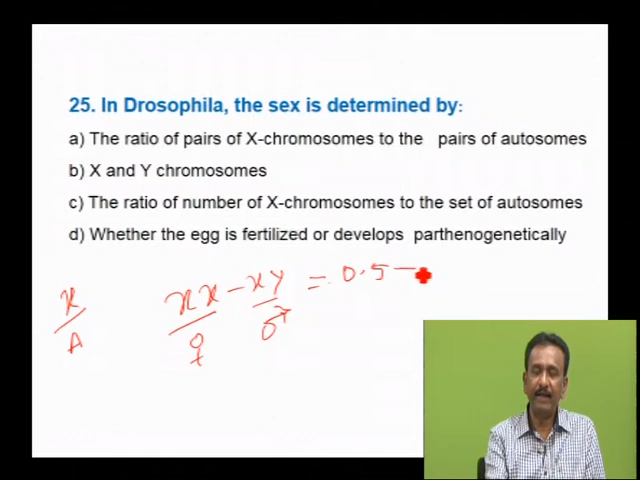 25. In Drosophila, the sex is determined by:
a) The ratio of pairs of X-chromosomes to the pairs of autosomes
b) X and Y chromosomes
c) The ratio of number of X-chromosomes to the set of autosomes
d) Whether the egg is fertilized or develops parthenogenetically
XX - XY = 0.5 -
♀ ♂
X
A